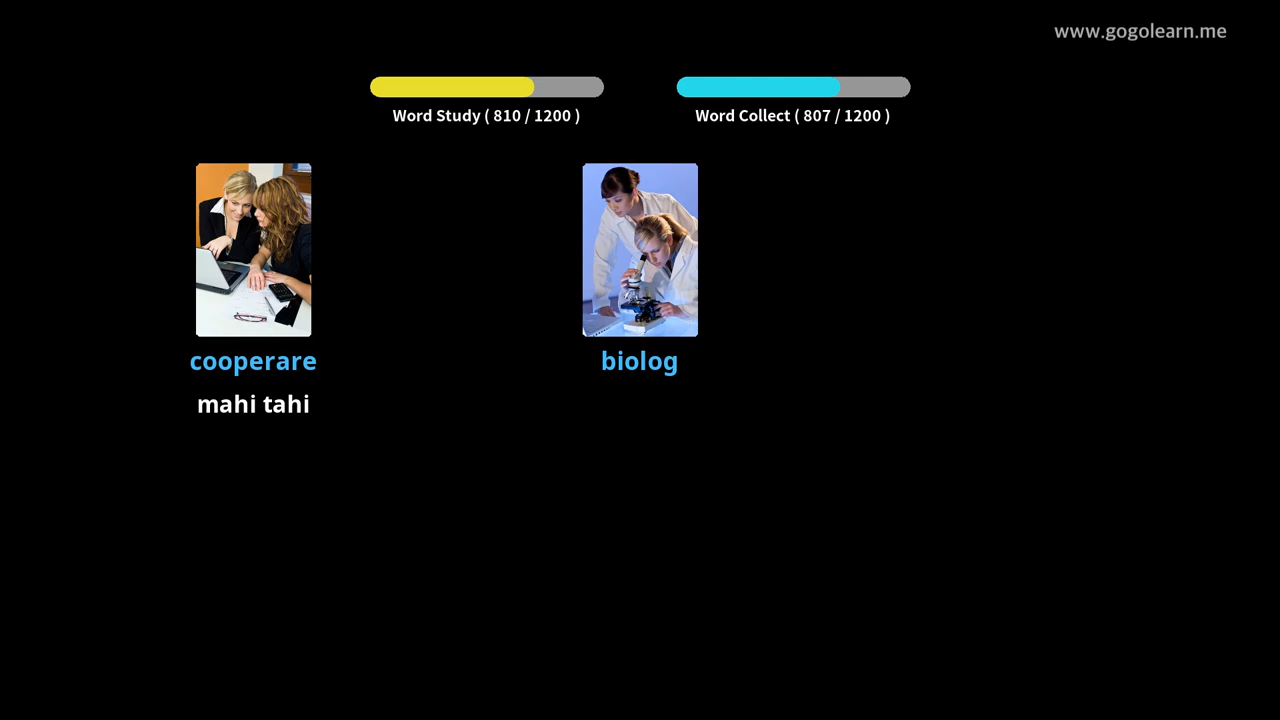 www.gogolearn.me
Word Study ( 810 / 1200 )
Word Collect ( 807 / 1200 )
cooperare
mahi tahi
biolog